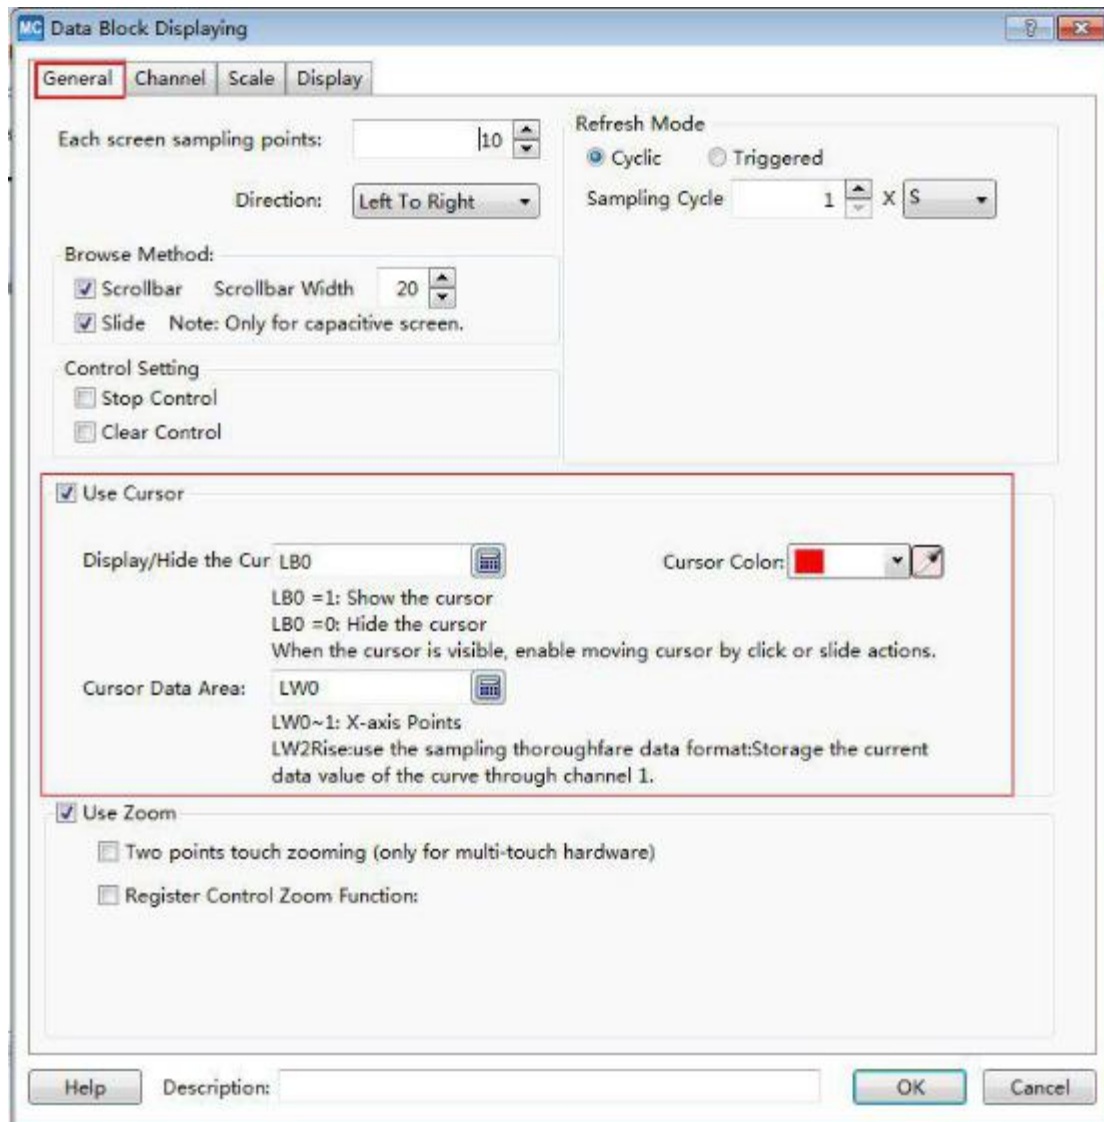 MC Data Block Displaying
General Channel Scale Display
Each screen sampling points: 10
Direction: Left To Right
Refresh Mode
Cyclic Triggered
Sampling Cycle 1 X S
Browse Method:
Scrollbar Scrollbar Width 20
Slide Note: Only for capacitive screen.
Control Setting
Stop Control
Clear Control
Use Cursor
Display/Hide the Cur LB0 Cursor Color:
LB0 =1: Show the cursor
LB0 =0: Hide the cursor
When the cursor is visible, enable moving cursor by click or slide actions.
Cursor Data Area: LW0
LW0~1: X-axis Points
LW2Rise:use the sampling thoroughfare data format:Storage the current
data value of the curve through channel 1.
Use Zoom
Two points touch zooming (only for multi-touch hardware)
Register Control Zoom Function:
Help Description: OK Cancel